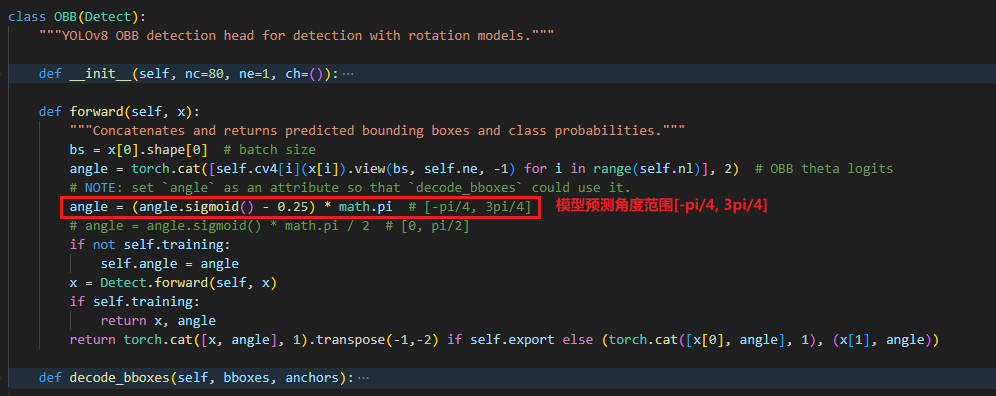 class OBB(Detect):
"""YOLOv8 OBB detection head for detection with rotation models."""
def __init__(self, nc=80, ne=1, ch=()):···
def forward(self, x):
"""Concatenates and returns predicted bounding boxes and class probabilities."""
bs = x[0].shape[0]  # batch size
angle = torch.cat([self.cv4[i](x[i]).view(bs, self.ne, -1) for i in range(self.nl)], 2)  # OBB theta logits
# NOTE: set `angle` as an attribute so that `decode_bboxes` could use it.
angle = (angle.sigmoid() - 0.25) * math.pi  # [-pi/4, 3pi/4] 模型预测角度范围[-pi/4, 3pi/4]
# angle = angle.sigmoid() * math.pi / 2  # [0, pi/2]
if not self.training:
self.angle = angle
x = Detect.forward(self, x)
if self.training:
return x, angle
return torch.cat([x, angle], 1).transpose(-1,-2) if self.export else (torch.cat([x[0], angle], 1), (x[1], angle))
def decode_bboxes(self, bboxes, anchors):···